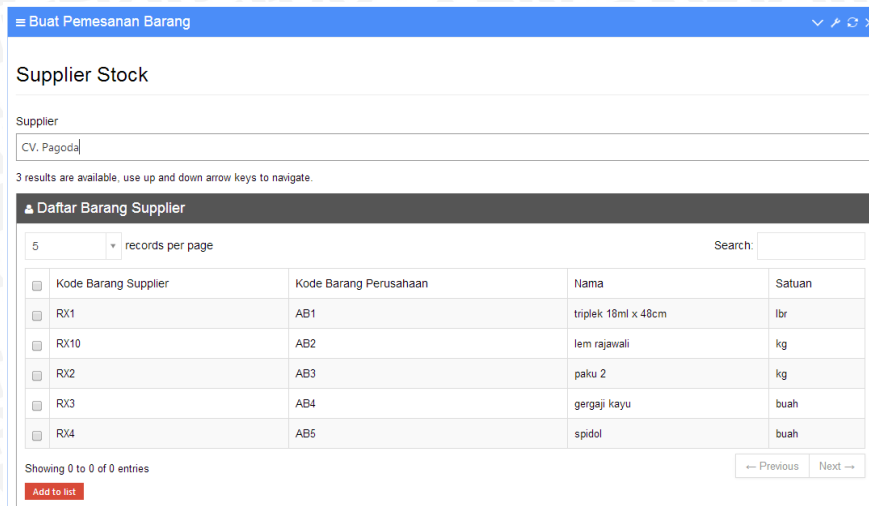 Buat Pemesanan Barang
Supplier Stock
Supplier
CV. Pagoda
3 results are available, use up and down arrow keys to navigate.
Daftar Barang Supplier
5 records per page Search:
Kode Barang Supplier Kode Barang Perusahaan Nama Satuan
RX1 AB1 triplek 18ml x 48cm lbr
RX10 AB2 lem rajawali kg
RX2 AB3 paku 2 kg
RX3 AB4 gergaji kayu buah
RX4 AB5 spidol buah
Showing 0 to 0 of 0 entries ← Previous Next →
Add to list